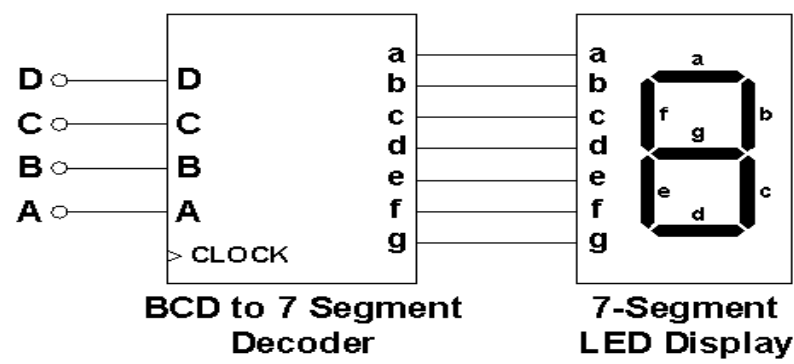 D D a a a
b b
C C c c f b
d d g
B B e e e c
A A f f d
g g
> CLOCK
BCD to 7 Segment 7-Segment
Decoder LED Display